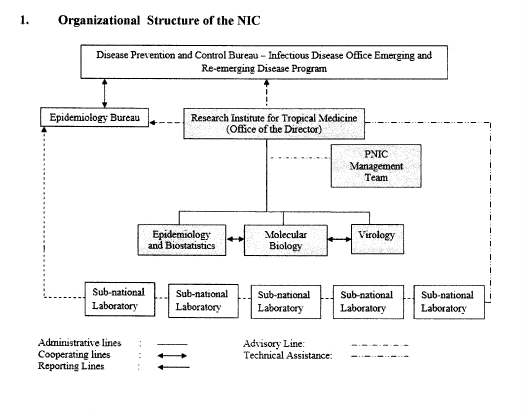 1. Organizational Structure of the NIC
Disease Prevention and Control Bureau – Infectious Disease Office Emerging and
Re-emerging Disease Program
Epidemiology Bureau
Research Institute for Tropical Medicine
(Office of the Director)
PNIC
Management
Team
Epidemiology
and Biostatistics
Molecular
Biology
Virology
Sub-national
Laboratory
Sub-national
Laboratory
Sub-national
Laboratory
Sub-national
Laboratory
Sub-national
Laboratory
Administrative lines :
Cooperating lines :
Reporting Lines :
Advisory Line:
Technical Assistance: